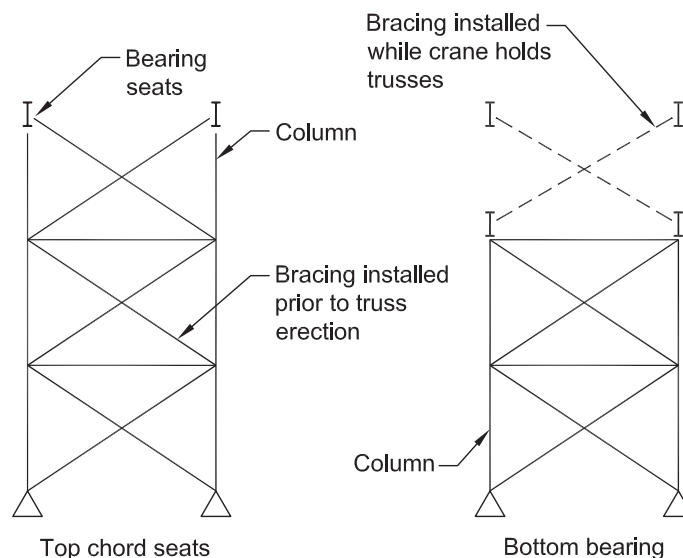 Bearing
seats
Column
Bracing installed
prior to truss
erection
Top chord seats
Bracing installed
while crane holds
trusses
Column
Bottom bearing